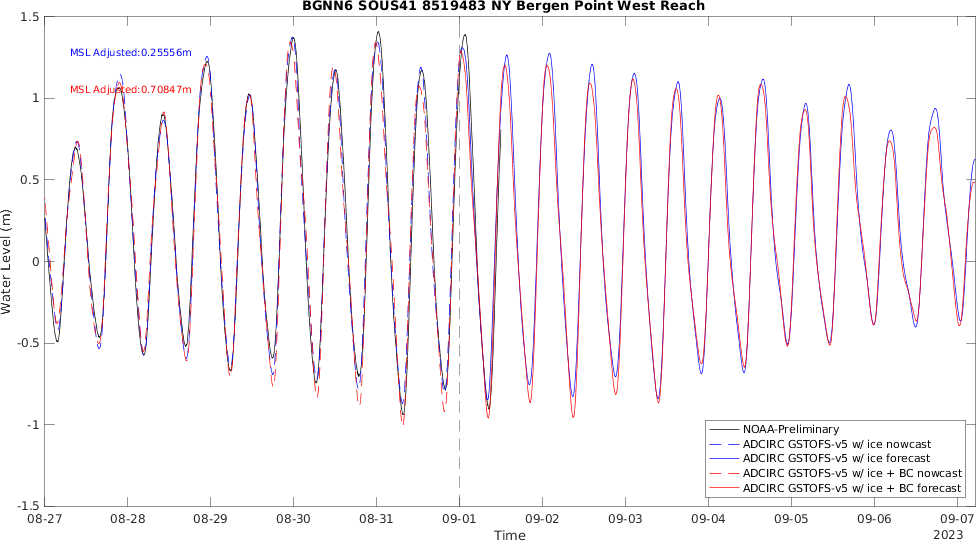 BGNN6 SOUS41 8519483 NY Bergen Point West Reach
1.5
1
0.5
0
-0.5
-1
-1.5
Water Level (m)
MSL Adjusted:0.25556m
MSL Adjusted:0.70847m
NOAA-Preliminary
ADCIRC GSTOFS-v5 w/ ice nowcast
ADCIRC GSTOFS-v5 w/ ice forecast
ADCIRC GSTOFS-v5 w/ ice + BC nowcast
ADCIRC GSTOFS-v5 w/ ice + BC forecast
08-27 08-28 08-29 08-30 08-31 09-01 09-02 09-03 09-04 09-05 09-06 09-07
Time
2023